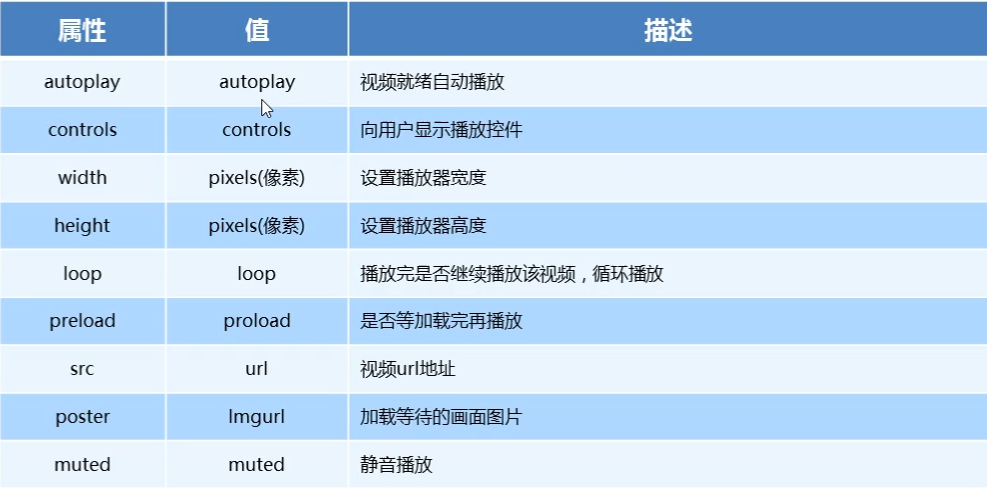 属性 值 描述
autoplay autoplay 视频就绪自动播放
controls controls 向用户显示播放控件
width pixels(像素) 设置播放器宽度
height pixels(像素) 设置播放器高度
loop loop 播放完是否继续播放该视频，循环播放
preload proload 是否等加载完再播放
src url 视频url地址
poster Imgurl 加载等待的画面图片
muted muted 静音播放